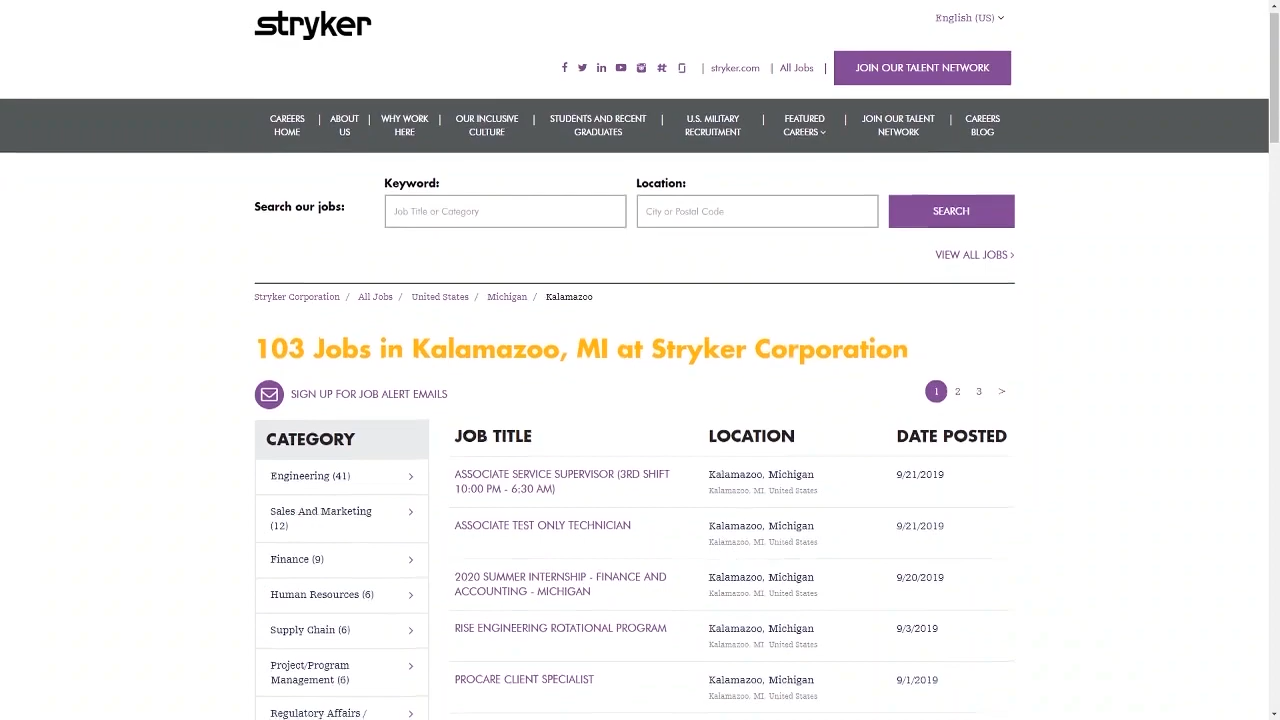 stryker
English (US)
stryker.com
All Jobs
JOIN OUR TALENT NETWORK
CAREERS HOME
ABOUT US
WHY WORK HERE
OUR INCLUSIVE CULTURE
STUDENTS AND RECENT GRADUATES
U.S. MILITARY RECRUITMENT
FEATURED CAREERS
JOIN OUR TALENT NETWORK
CAREERS BLOG
Search our jobs:
Keyword:
Job Title or Category
Location:
City or Postal Code
SEARCH
VIEW ALL JOBS >
Stryker Corporation / All Jobs / United States / Michigan / Kalamazoo
103 Jobs in Kalamazoo, MI at Stryker Corporation
SIGN UP FOR JOB ALERT EMAILS
1 2 3 >
CATEGORY
Engineering (41)
Sales And Marketing
(12)
Finance (9)
Human Resources (6)
Supply Chain (6)
Project/Program
Management (6)
Regulatory Affairs /
JOB TITLE LOCATION DATE POSTED
ASSOCIATE SERVICE SUPERVISOR (3RD SHIFT
10:00 PM - 6:30 AM)
Kalamazoo, Michigan
Kalamazoo, MI, United States
9/21/2019
ASSOCIATE TEST ONLY TECHNICIAN
Kalamazoo, Michigan
Kalamazoo, MI, United States
9/21/2019
2020 SUMMER INTERNSHIP - FINANCE AND
ACCOUNTING - MICHIGAN
Kalamazoo, Michigan
Kalamazoo, MI, United States
9/20/2019
RISE ENGINEERING ROTATIONAL PROGRAM
Kalamazoo, Michigan
Kalamazoo, MI, United States
9/3/2019
PROCARE CLIENT SPECIALIST
Kalamazoo, Michigan
Kalamazoo, MI, United States
9/1/2019